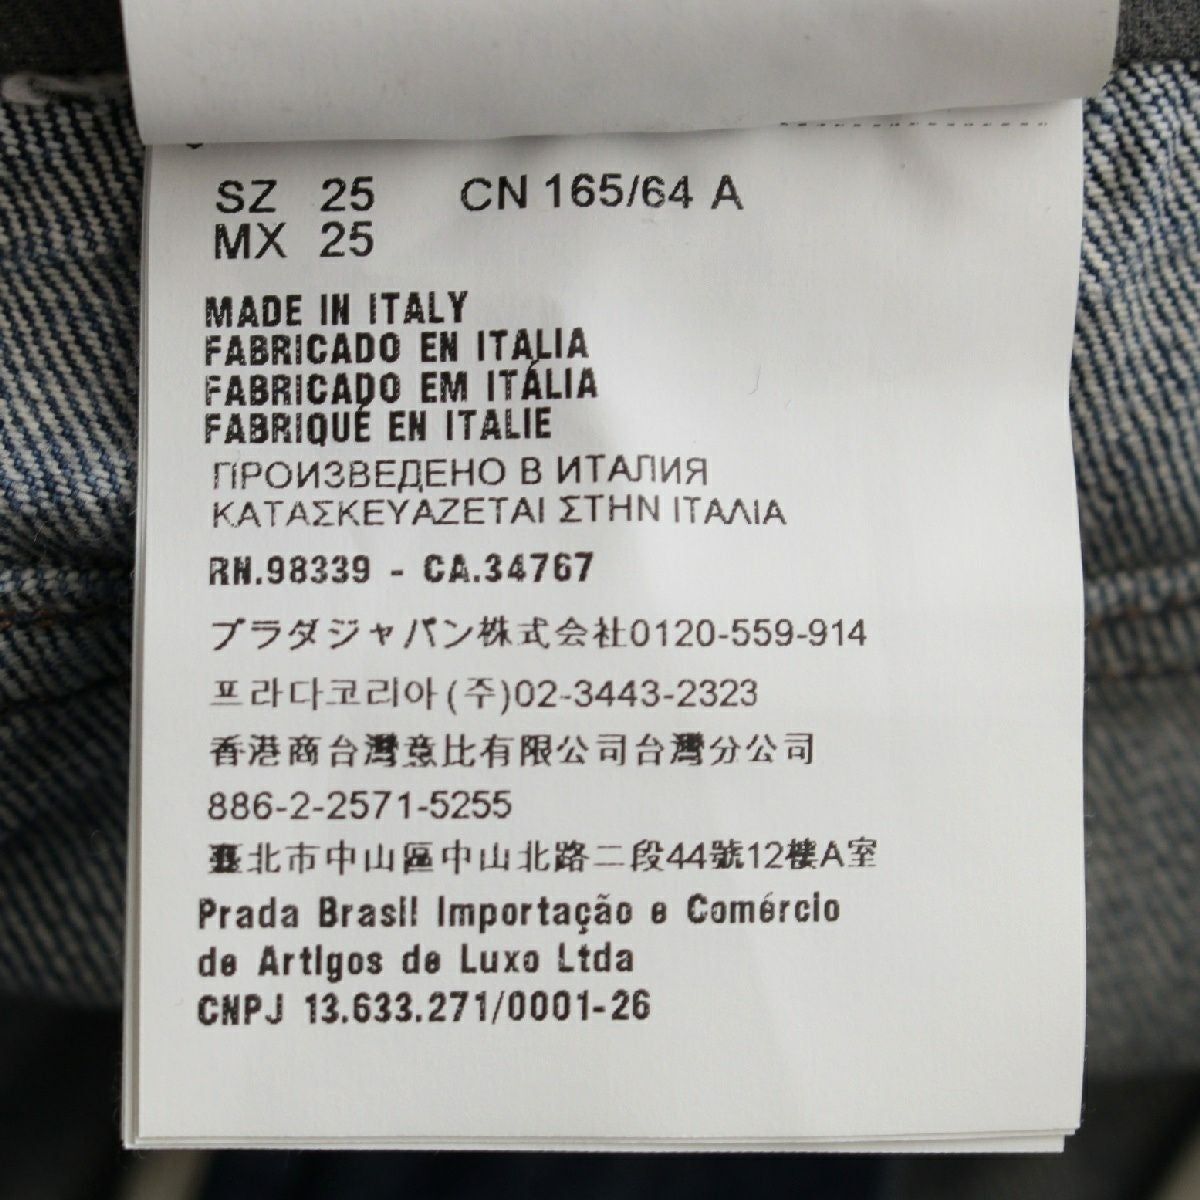 SZ 25 CN 165/64 A
MX 25
MADE IN ITALY
FABRICADO EN ITALIA
FABRICADO EM ITÁLIA
FABRIQUÉ EN ITALIE
ПРОИЗВЕДЕНО В ИТАЛИЯ
ΚΑΤΑΣΚΕΥΑΖΕΤΑΙ ΣΤΗΝ ΙΤΑΛΙΑ
RN.98339 - CA.34767
プラダジャパン株式会社0120-559-914
프라다코리아(주)02-3443-2323
香港商台灣意比有限公司台灣分公司
886-2-2571-5255
臺北市中山區中山北路二段44號12樓A室
Prada Brasil Importação e Comércio
de Artigos de Luxo Ltda
CNPJ 13.633.271/0001-26